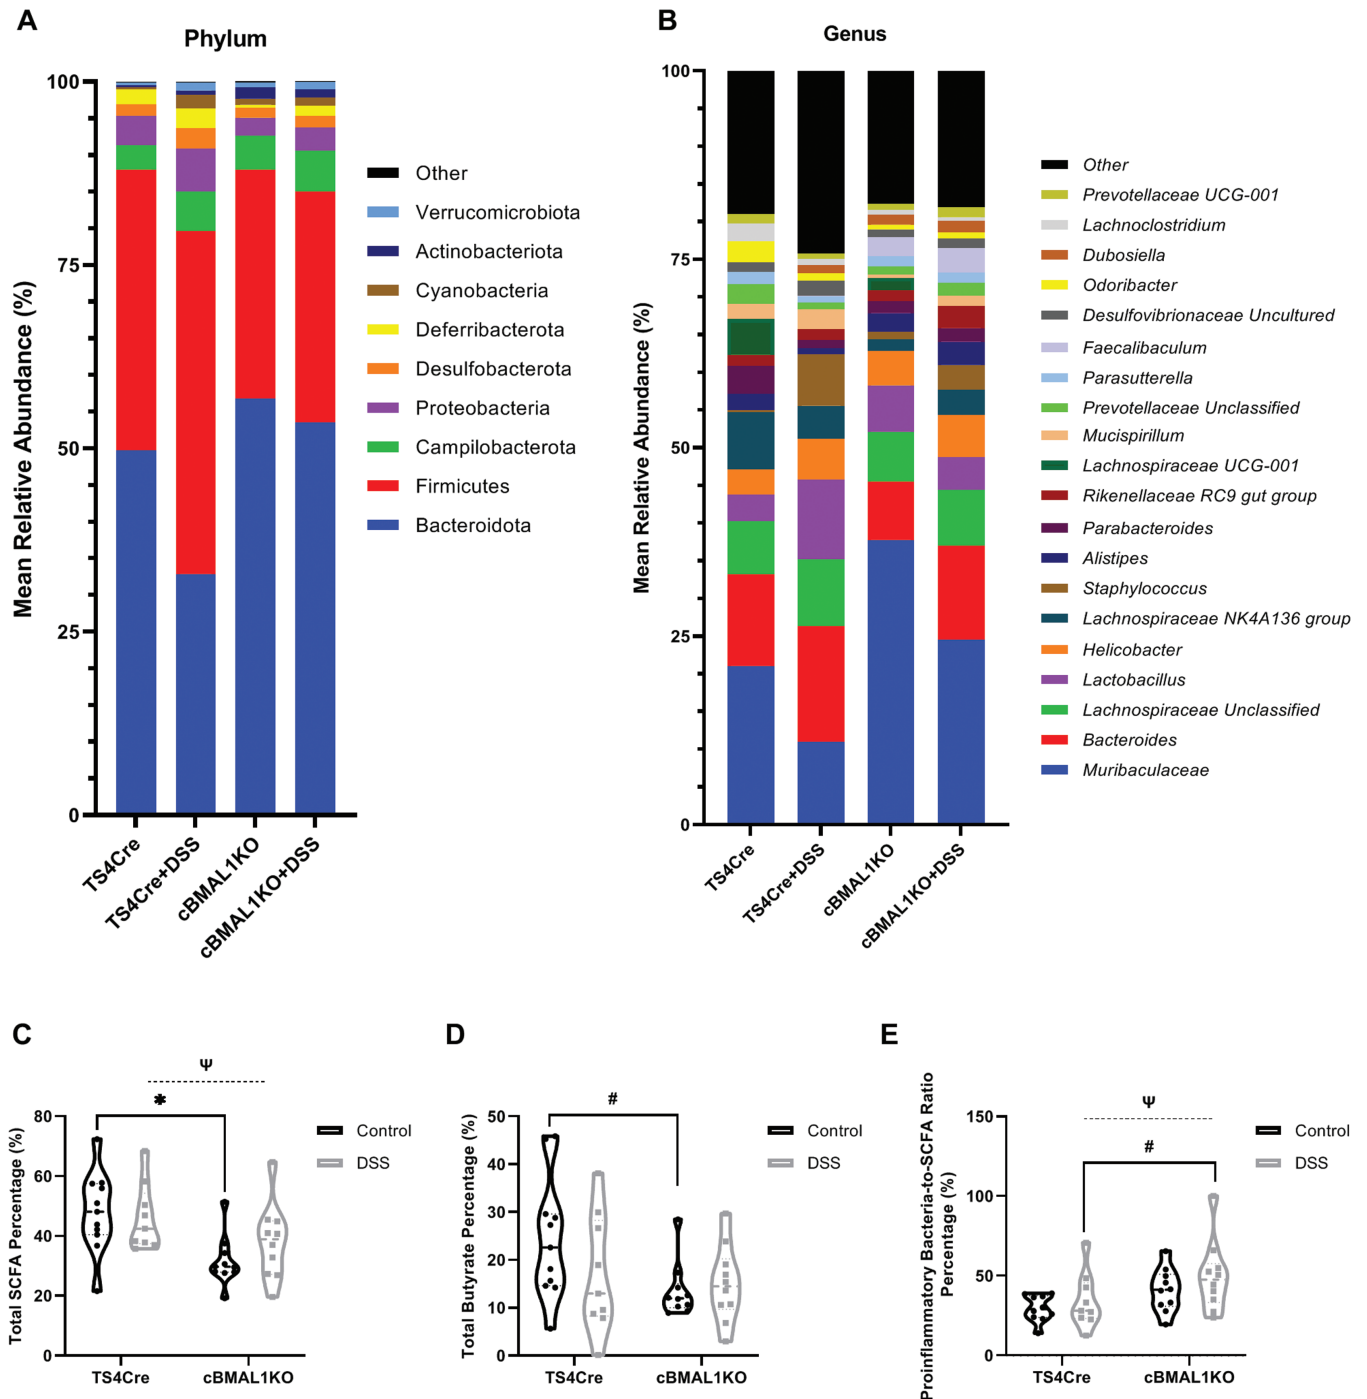 A
Phylum
Mean Relative Abundance (%)
100
75
50
25
0
TS4Cre
TS4Cre+DSS
cBMAL1KO
cBMAL1KO+DSS
Other
Verrucomicrobiota
Actinobacteriota
Cyanobacteria
Deferribacterota
Desulfobacterota
Proteobacteria
Campilobacterota
Firmicutes
Bacteroidota
B
Genus
Mean Relative Abundance (%)
100
75
50
25
0
TS4Cre
TS4Cre+DSS
cBMAL1KO
cBMAL1KO+DSS
Other
Prevotellaceae UCG-001
Lachnoclostridium
Dubosiella
Odoribacter
Desulfovibrionaceae Uncultured
Faecalibaculum
Parasutterella
Prevotellaceae Unclassified
Mucispirillum
Lachnospiraceae UCG-001
Rikenellaceae RC9 gut group
Parabacteroides
Alistipes
Staphylococcus
Lachnospiraceae NK4A136 group
Helicobacter
Lactobacillus
Lachnospiraceae Unclassified
Bacteroides
Muribaculaceae
C
Total SCFA Percentage (%)
80
60
40
20
0
Ψ
*
TS4Cre
cBMAL1KO
Control
DSS
D
Total Butyrate Percentage (%)
50
40
30
20
10
0
#
TS4Cre
cBMAL1KO
Control
DSS
E
Proinflammatory Bacteria-to-SCFA Ratio
Percentage (%)
150
100
50
0
Ψ
#
TS4Cre
cBMAL1KO
Control
DSS